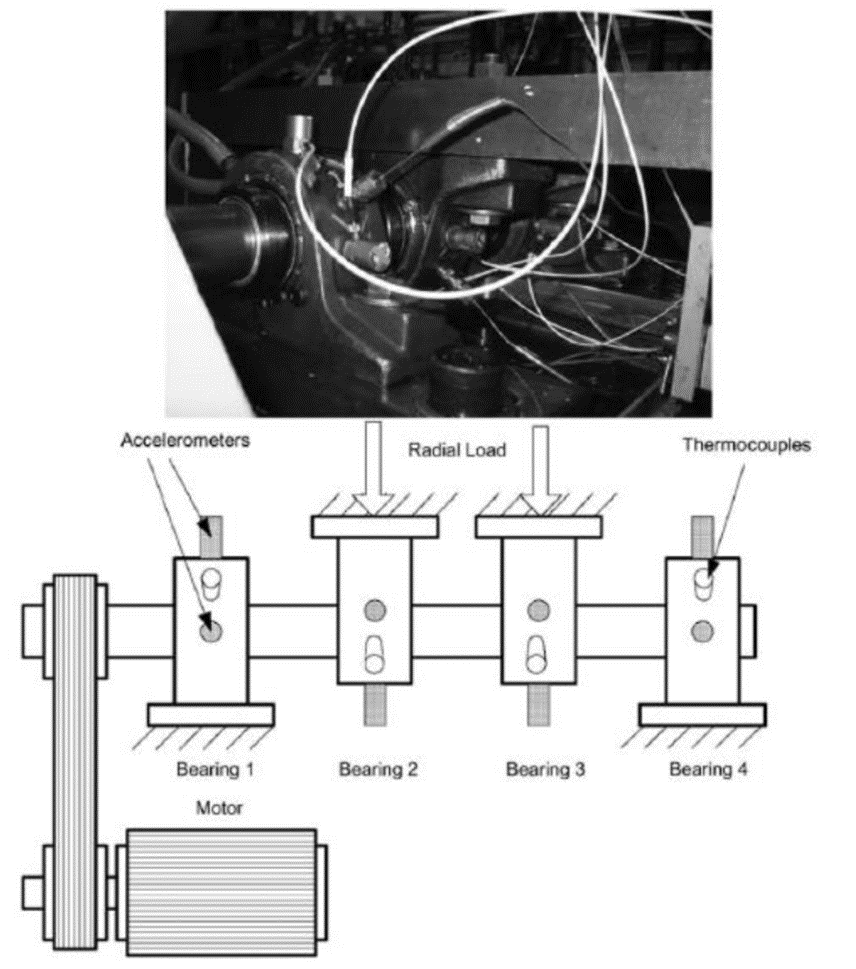 Accelerometers
Radial Load
Thermocouples
Bearing 1
Bearing 2
Bearing 3
Bearing 4
Motor